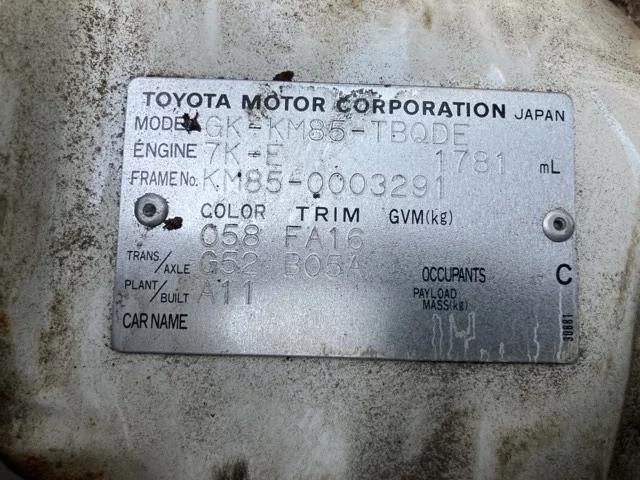 TOYOTA MOTOR CORPORATION JAPAN
MODEL GK-KM85-TBQDE
ENGINE 7K-E 1781 mL
FRAME No. KM85-0003291
COLOR TRIM GVM(kg)
058 FA16
TRANS./AXLE G52 B05A OCCUPANTS C
PLANT/BUILT A11 PAYLOAD MASS(kg)
CAR NAME
30881